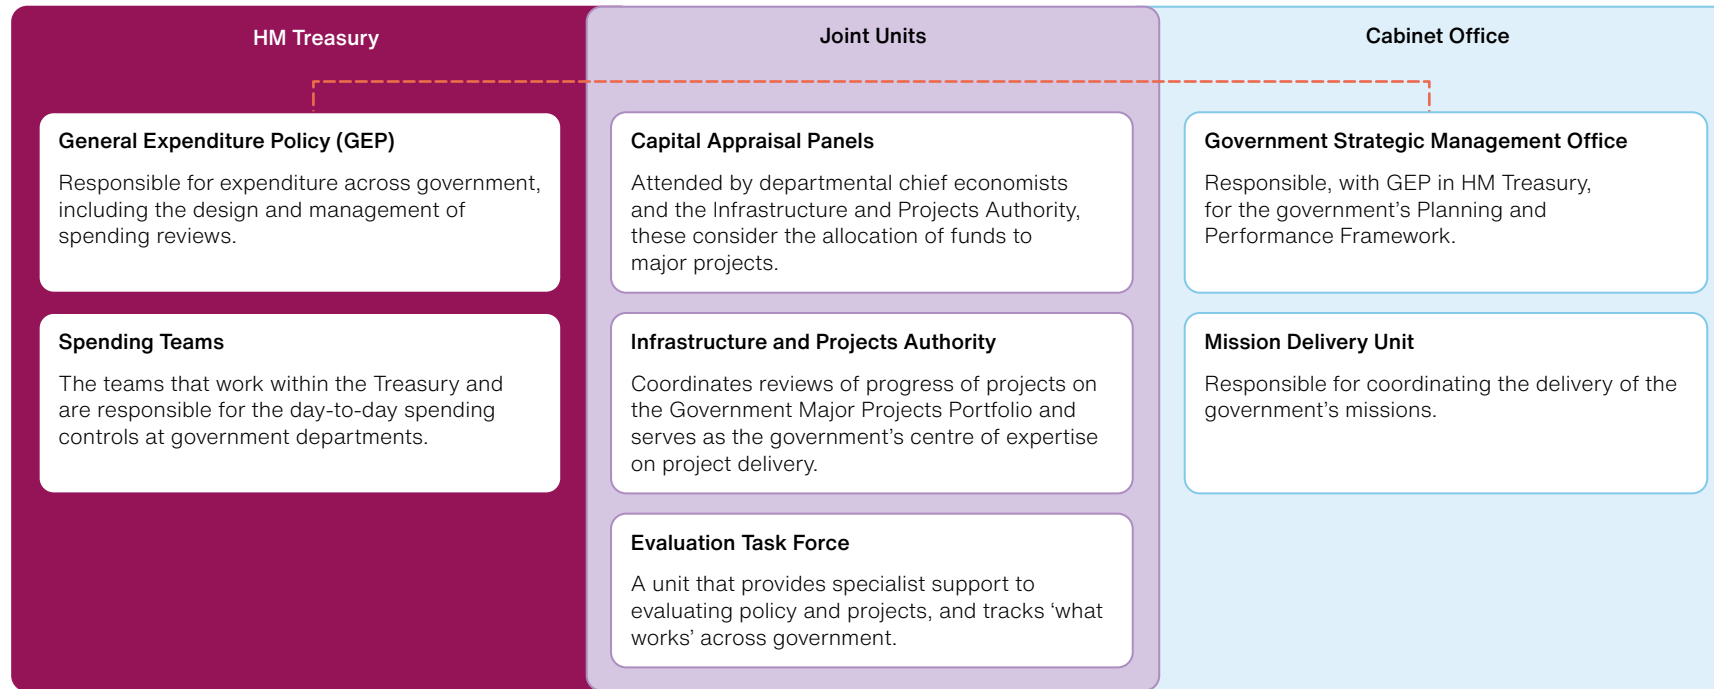 HM Treasury
General Expenditure Policy (GEP)
Responsible for expenditure across government,
including the design and management of
spending reviews.
Spending Teams
The teams that work within the Treasury and
are responsible for the day-to-day spending
controls at government departments.
Joint Units
Capital Appraisal Panels
Attended by departmental chief economists
and the Infrastructure and Projects Authority,
these consider the allocation of funds to
major projects.
Infrastructure and Projects Authority
Coordinates reviews of progress of projects on
the Government Major Projects Portfolio and
serves as the government’s centre of expertise
on project delivery.
Evaluation Task Force
A unit that provides specialist support to
evaluating policy and projects, and tracks ‘what
works’ across government.
Cabinet Office
Government Strategic Management Office
Responsible, with GEP in HM Treasury,
for the government’s Planning and
Performance Framework.
Mission Delivery Unit
Responsible for coordinating the delivery of the
government’s missions.